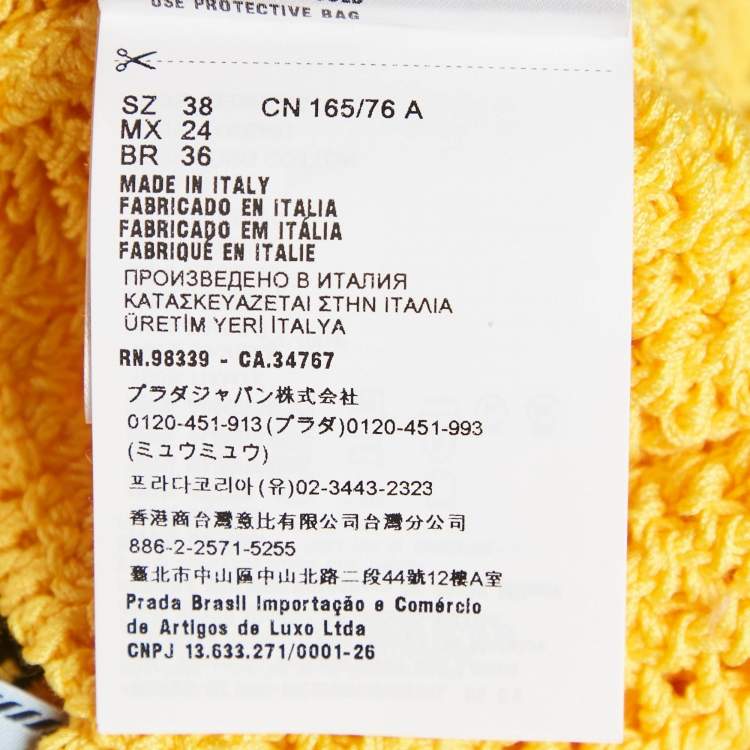 USE PROTECTIVE BAG
SZ 38 CN 165/76 A
MX 24
BR 36
MADE IN ITALY
FABRICADO EN ITALIA
FABRICADO EM ITÁLIA
FABRIQUÉ EN ITALIE
ПРОИЗВЕДЕНО В ИТАЛИЯ
ΚΑΤΑΣΚΕΥΑΖΕΤΑΙ ΣΤΗΝ ΙΤΑΛΙΑ
ÜRETİM YERİ İTALYA
RN.98339 - CA.34767
プラダジャパン株式会社
0120-451-913(プラダ)0120-451-993
(ミュウミュウ)
프라다코리아(유)02-3443-2323
香港商台灣意比有限公司台灣分公司
886-2-2571-5255
臺北市中山區中山北路二段44號12樓A室
Prada Brasil Importação e Comércio
de Artigos de Luxo Ltda
CNPJ 13.633.271/0001-26